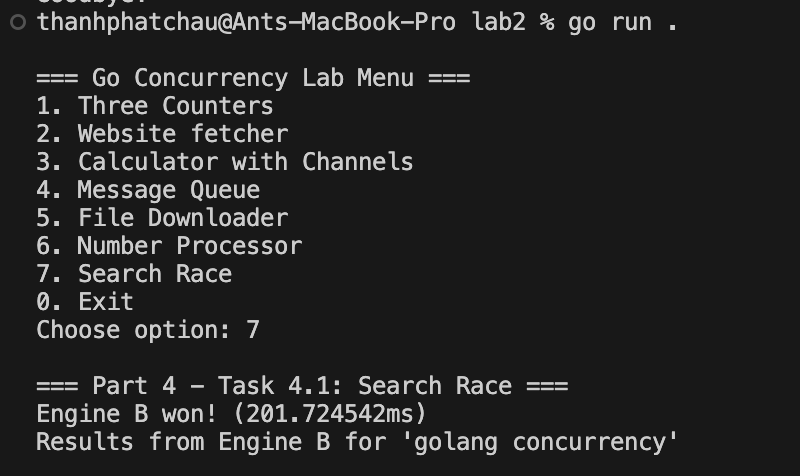 thanhphatchau@Ants-MacBook-Pro lab2 % go run .
=== Go Concurrency Lab Menu ===
1. Three Counters
2. Website fetcher
3. Calculator with Channels
4. Message Queue
5. File Downloader
6. Number Processor
7. Search Race
0. Exit
Choose option: 7
=== Part 4 - Task 4.1: Search Race ===
Engine B won! (201.724542ms)
Results from Engine B for 'golang concurrency'